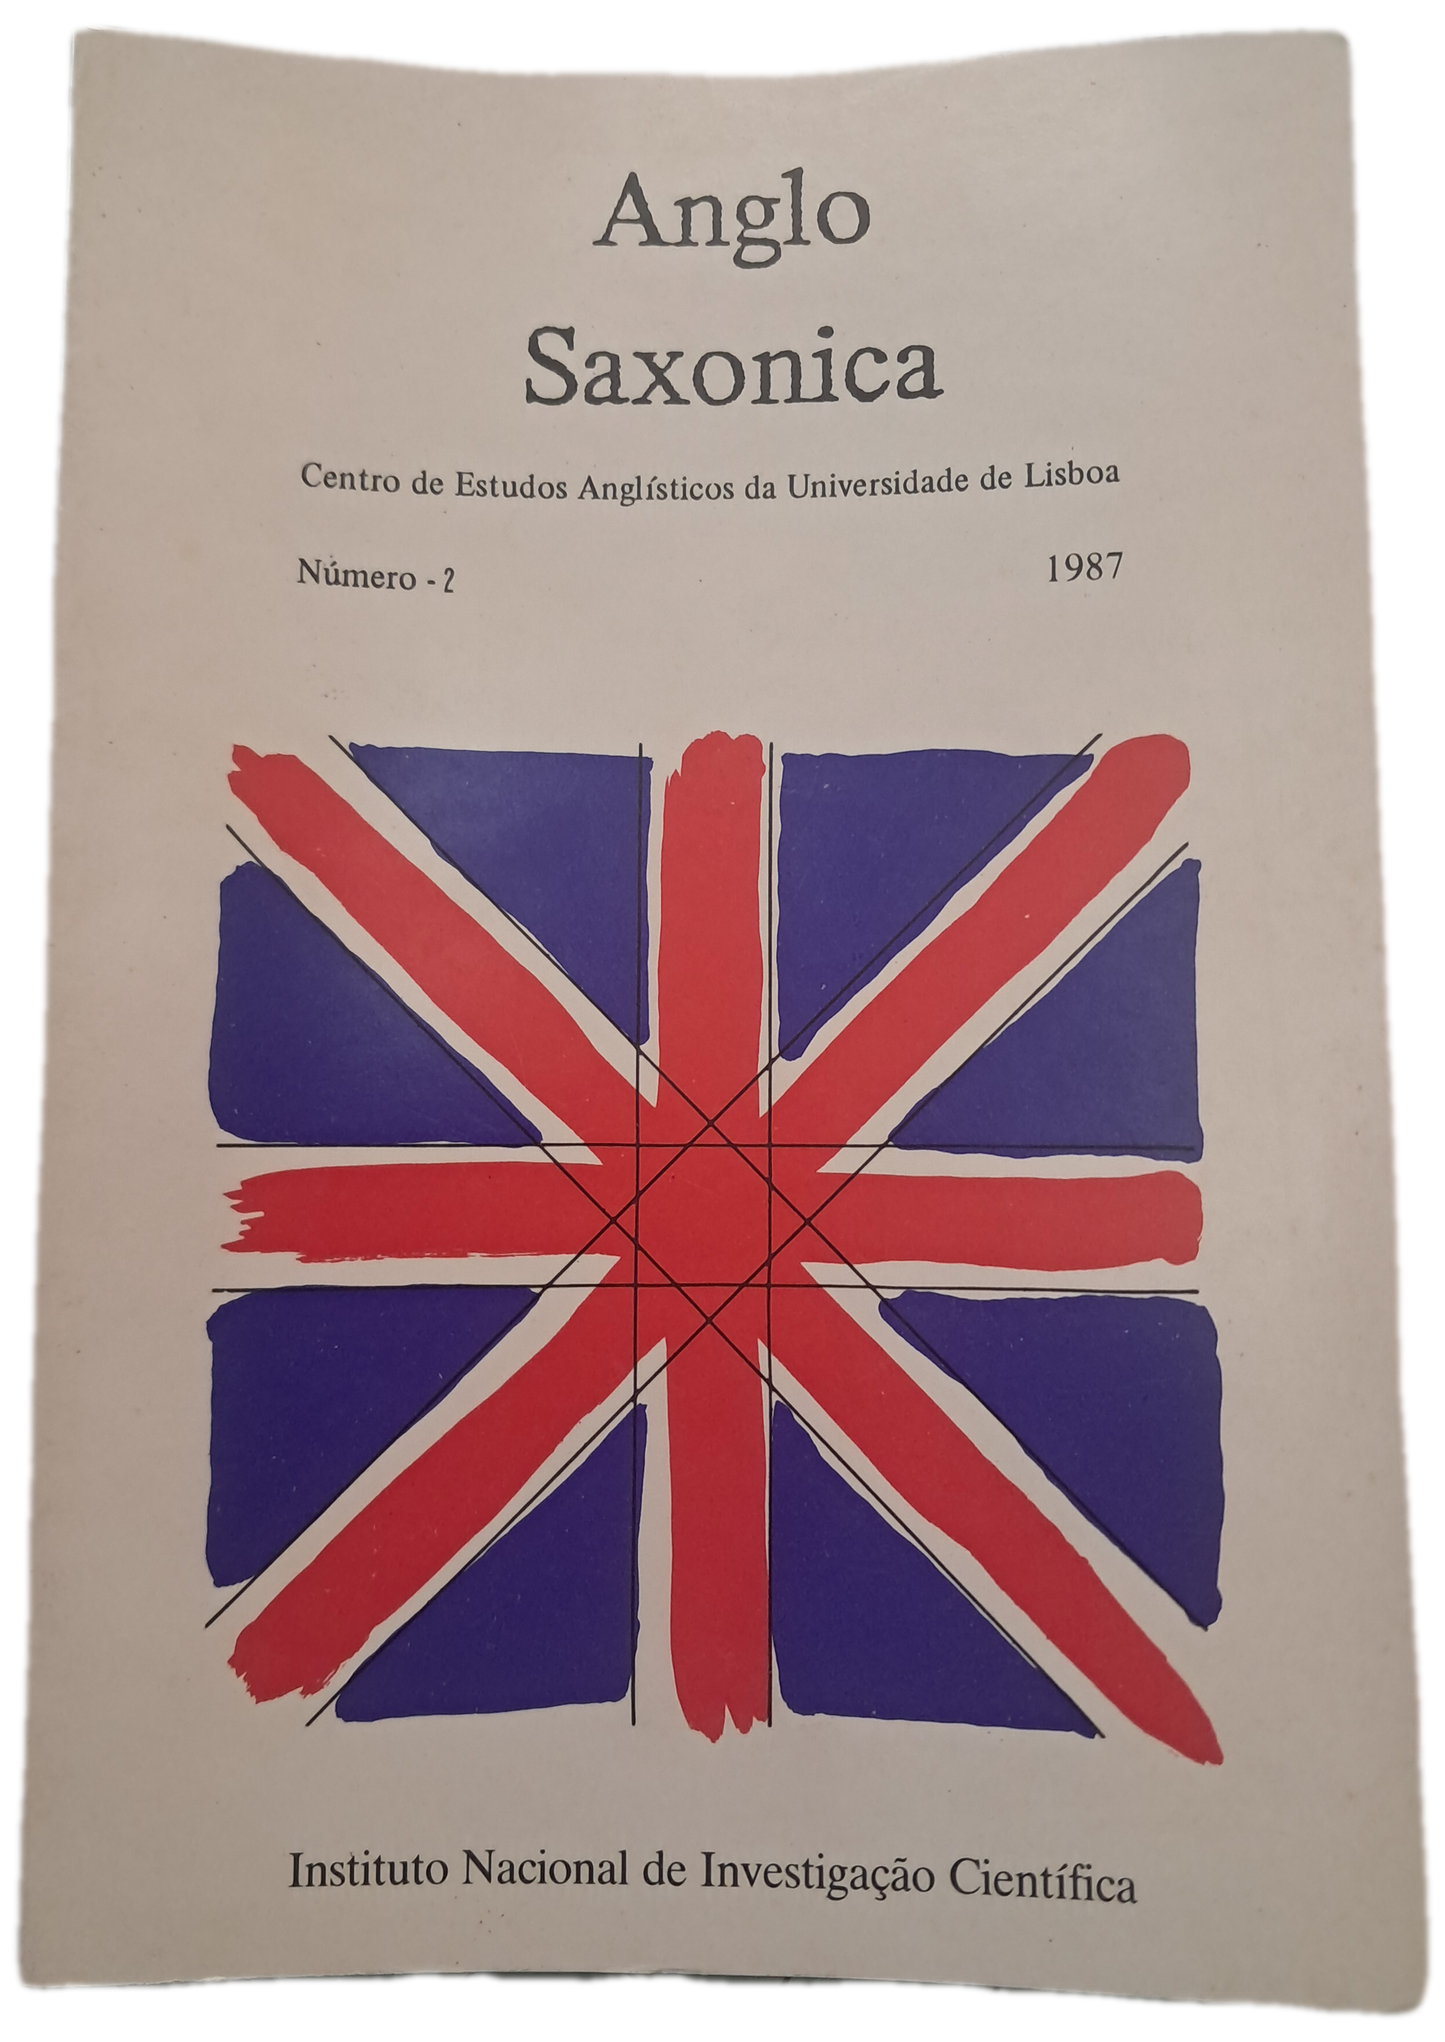 Anglo
Saxonica
Centro de Estudos Anglísticos da Universidade de Lisboa
Número - 2 1987
Instituto Nacional de Investigação Científica